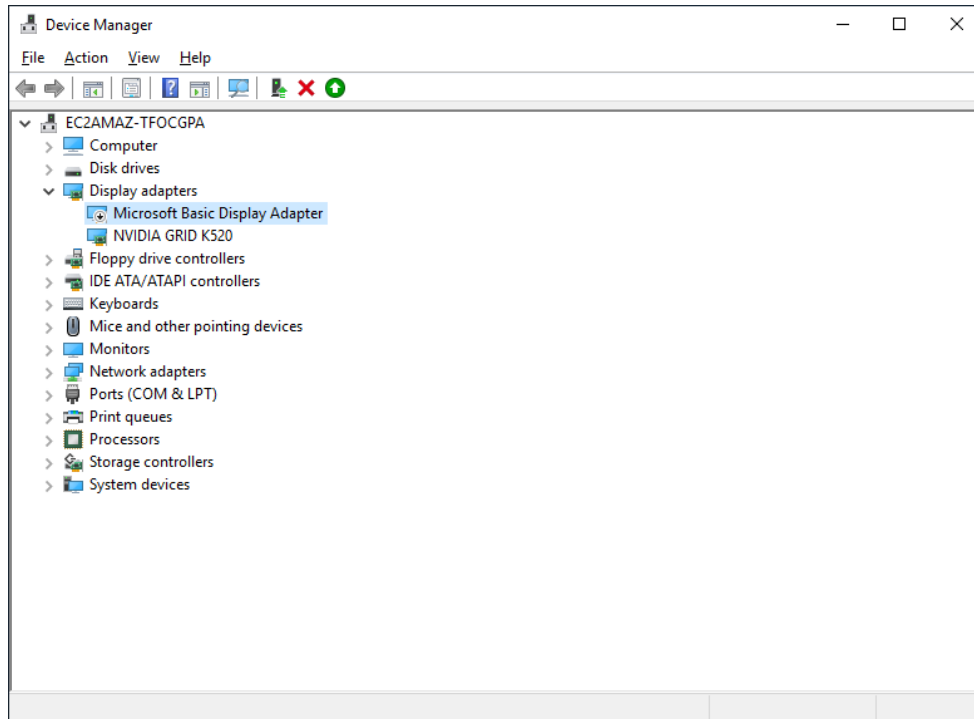 Device Manager
File Action View Help
EC2AMAZ-TFOCGPA
Computer
Disk drives
Display adapters
Microsoft Basic Display Adapter
NVIDIA GRID K520
Floppy drive controllers
IDE ATA/ATAPI controllers
Keyboards
Mice and other pointing devices
Monitors
Network adapters
Ports (COM & LPT)
Print queues
Processors
Storage controllers
System devices